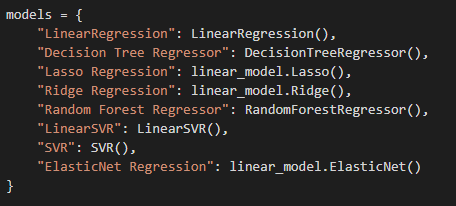 models = {
    "LinearRegression": LinearRegression(),
    "Decision Tree Regressor": DecisionTreeRegressor(),
    "Lasso Regression": linear_model.Lasso(),
    "Ridge Regression": linear_model.Ridge(),
    "Random Forest Regressor": RandomForestRegressor(),
    "LinearSVR": LinearSVR(),
    "SVR": SVR(),
    "ElasticNet Regression": linear_model.ElasticNet()
}